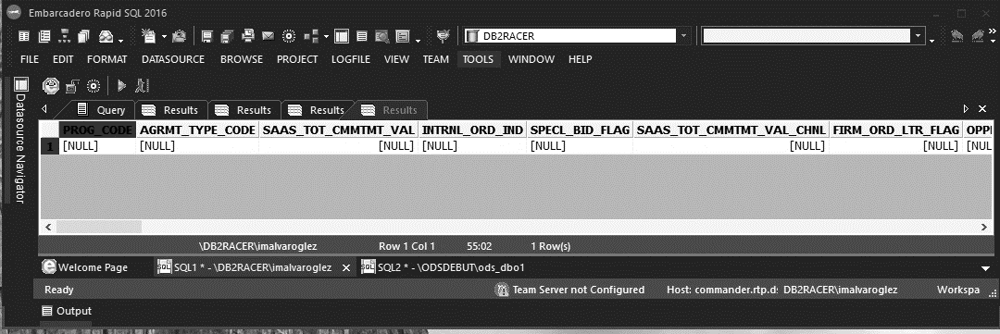 Embarcadero Rapid SQL 2016
DB2RACER
FILE EDIT FORMAT DATASOURCE BROWSE PROJECT LOGFILE VIEW TEAM TOOLS WINDOW HELP
Datasource Navigator
Query Results Results Results Results
PROG_CODE AGRMT_TYPE_CODE SAAS_TOT_CMMTMT_VAL INTRNL_ORD_IND SPECL_BID_FLAG SAAS_TOT_CMMTMT_VAL_CHNL FIRM_ORD_LTR_FLAG OPPI
1 [NULL] [NULL] [NULL] [NULL] [NULL] [NULL] [NULL] [NUL
\DB2RACER\imalvaroglez Row 1 Col 1 55:02 1 Row(s)
Welcome Page SQL1 * - \DB2RACER\imalvaroglez SQL2 * - \ODSDEBUT\ods_dbo1
Ready Team Server not Configured Host: commander.rtp.d: DB2RACER\imalvaroglez Workspa
Output